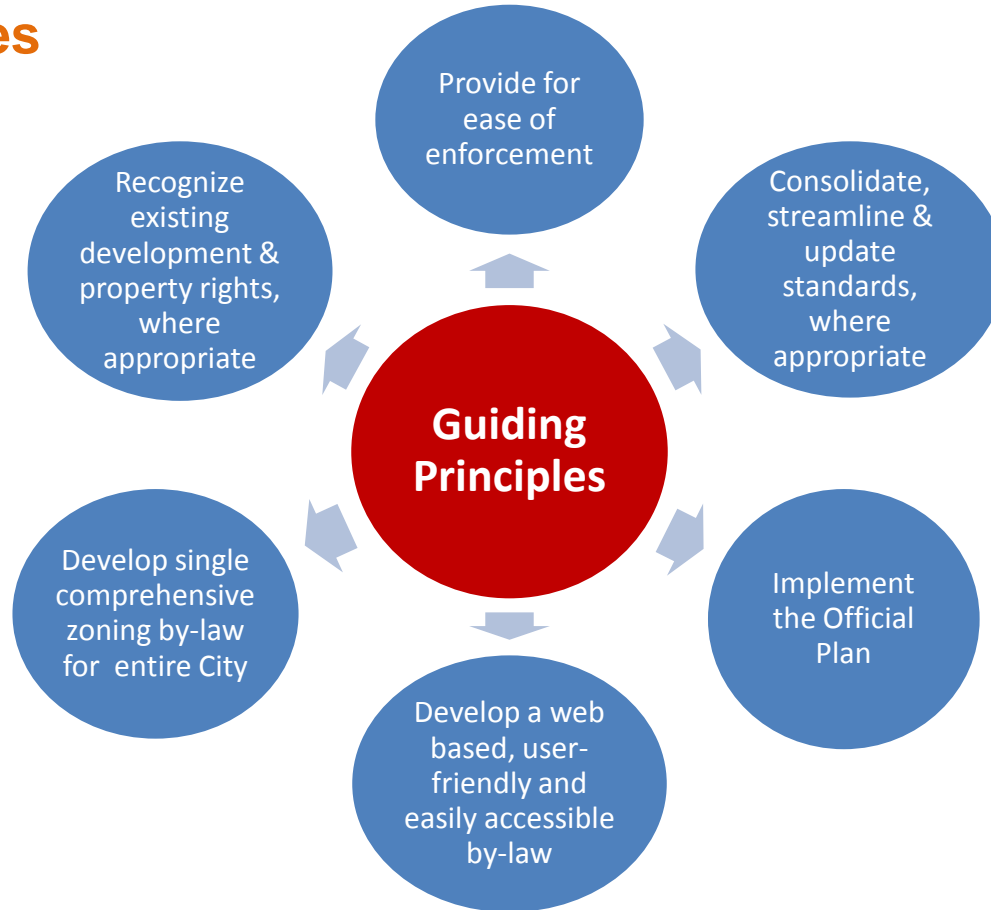 es
Provide for
ease of
enforcement
Consolidate,
streamline &
update
standards,
where
appropriate
Implement
the Official
Plan
Develop a web
based, user-
friendly and
easily accessible
by-law
Develop single
comprehensive
zoning by-law
for entire City
Recognize
existing
development &
property rights,
where
appropriate
Guiding
Principles